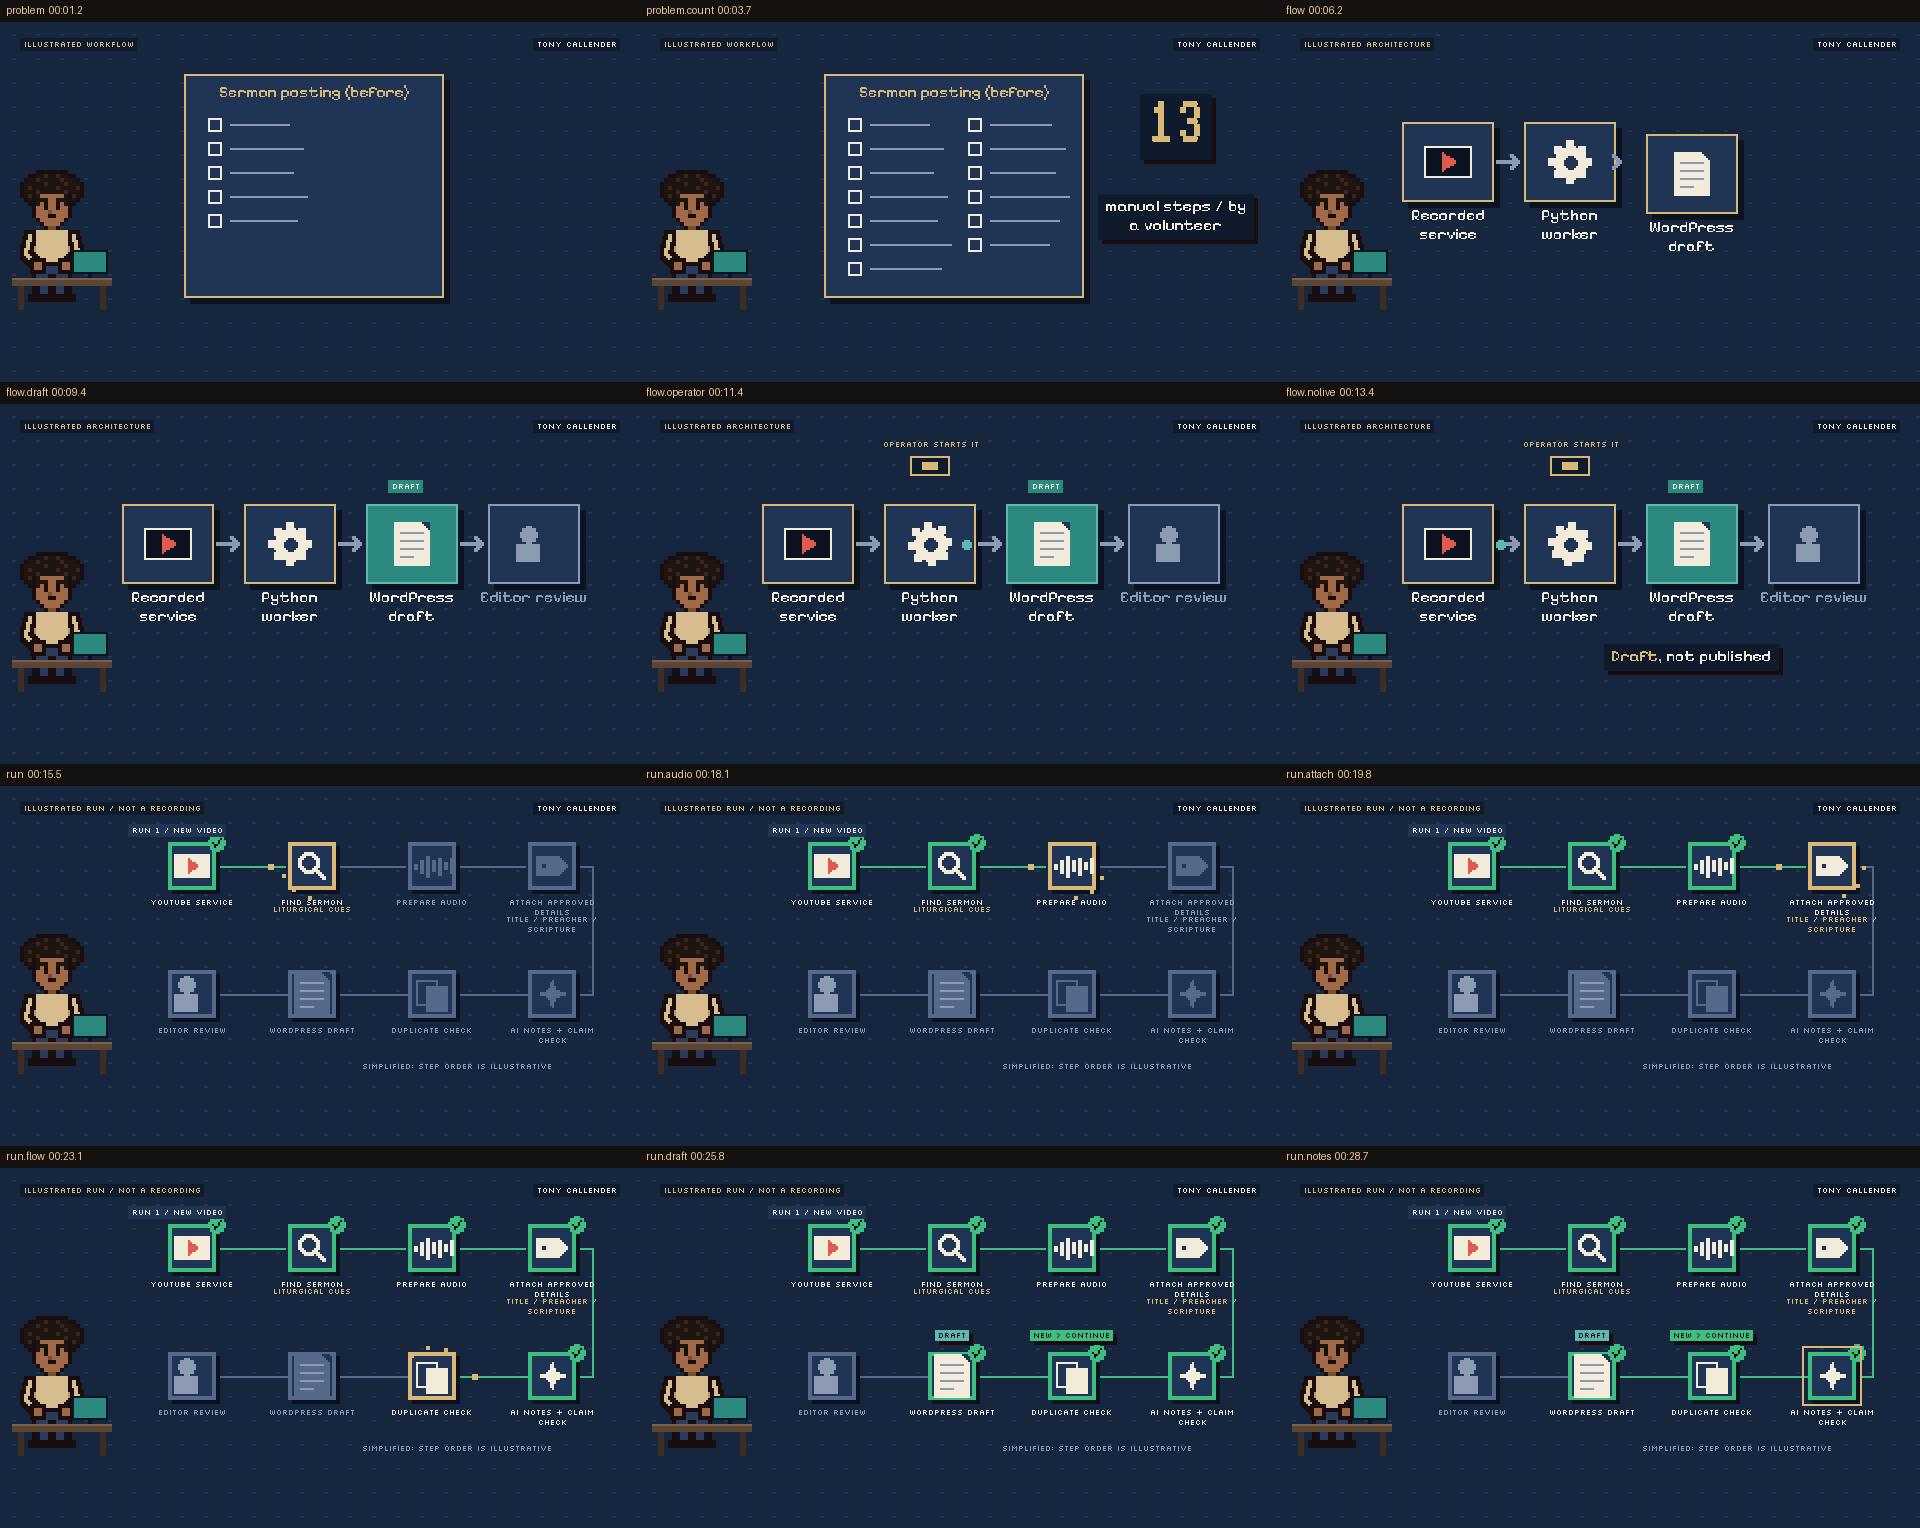 problem 00:01.2
ILLUSTRATED WORKFLOW
TONY CALLENDER
Sermon posting (before)
problem.count 00:03.7
ILLUSTRATED WORKFLOW
TONY CALLENDER
Sermon posting (before)
13
manual steps / by
a volunteer
flow 00:06.2
ILLUSTRATED ARCHITECTURE
TONY CALLENDER
Recorded
service
Python
worker
WordPress
draft
flow.draft 00:09.4
ILLUSTRATED ARCHITECTURE
TONY CALLENDER
DRAFT
Recorded
service
Python
worker
WordPress
draft
Editor review
flow.operator 00:11.4
ILLUSTRATED ARCHITECTURE
TONY CALLENDER
OPERATOR STARTS IT
DRAFT
Recorded
service
Python
worker
WordPress
draft
Editor review
flow.nolive 00:13.4
ILLUSTRATED ARCHITECTURE
TONY CALLENDER
OPERATOR STARTS IT
DRAFT
Recorded
service
Python
worker
WordPress
draft
Editor review
Draft, not published
run 00:15.5
ILLUSTRATED RUN / NOT A RECORDING
TONY CALLENDER
RUN 1 / NEW VIDEO
YOUTUBE SERVICE
FIND SERMON
LITURGICAL CUES
PREPARE AUDIO
ATTACH APPROVED
DETAILS
TITLE / PREACHER /
SCRIPTURE
EDITOR REVIEW
WORDPRESS DRAFT
DUPLICATE CHECK
AI NOTES + CLAIM
CHECK
SIMPLIFIED: STEP ORDER IS ILLUSTRATIVE
run.audio 00:18.1
ILLUSTRATED RUN / NOT A RECORDING
TONY CALLENDER
RUN 1 / NEW VIDEO
YOUTUBE SERVICE
FIND SERMON
LITURGICAL CUES
PREPARE AUDIO
ATTACH APPROVED
DETAILS
TITLE / PREACHER /
SCRIPTURE
EDITOR REVIEW
WORDPRESS DRAFT
DUPLICATE CHECK
AI NOTES + CLAIM
CHECK
SIMPLIFIED: STEP ORDER IS ILLUSTRATIVE
run.attach 00:19.8
ILLUSTRATED RUN / NOT A RECORDING
TONY CALLENDER
RUN 1 / NEW VIDEO
YOUTUBE SERVICE
FIND SERMON
LITURGICAL CUES
PREPARE AUDIO
ATTACH APPROVED
DETAILS
TITLE / PREACHER /
SCRIPTURE
EDITOR REVIEW
WORDPRESS DRAFT
DUPLICATE CHECK
AI NOTES + CLAIM
CHECK
SIMPLIFIED: STEP ORDER IS ILLUSTRATIVE
run.flow 00:23.1
ILLUSTRATED RUN / NOT A RECORDING
TONY CALLENDER
RUN 1 / NEW VIDEO
YOUTUBE SERVICE
FIND SERMON
LITURGICAL CUES
PREPARE AUDIO
ATTACH APPROVED
DETAILS
TITLE / PREACHER /
SCRIPTURE
EDITOR REVIEW
WORDPRESS DRAFT
DUPLICATE CHECK
AI NOTES + CLAIM
CHECK
SIMPLIFIED: STEP ORDER IS ILLUSTRATIVE
run.draft 00:25.8
ILLUSTRATED RUN / NOT A RECORDING
TONY CALLENDER
RUN 1 / NEW VIDEO
YOUTUBE SERVICE
FIND SERMON
LITURGICAL CUES
PREPARE AUDIO
ATTACH APPROVED
DETAILS
TITLE / PREACHER /
SCRIPTURE
DRAFT
NEW > CONTINUE
EDITOR REVIEW
WORDPRESS DRAFT
DUPLICATE CHECK
AI NOTES + CLAIM
CHECK
SIMPLIFIED: STEP ORDER IS ILLUSTRATIVE
run.notes 00:28.7
ILLUSTRATED RUN / NOT A RECORDING
TONY CALLENDER
RUN 1 / NEW VIDEO
YOUTUBE SERVICE
FIND SERMON
LITURGICAL CUES
PREPARE AUDIO
ATTACH APPROVED
DETAILS
TITLE / PREACHER /
SCRIPTURE
DRAFT
NEW > CONTINUE
EDITOR REVIEW
WORDPRESS DRAFT
DUPLICATE CHECK
AI NOTES + CLAIM
CHECK
SIMPLIFIED: STEP ORDER IS ILLUSTRATIVE